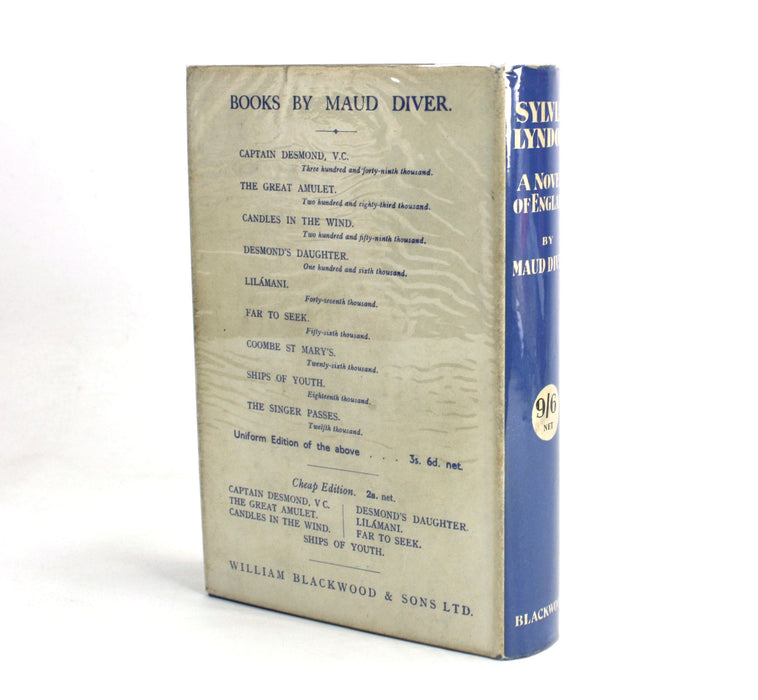 BOOKS BY MAUD DIVER.
CAPTAIN DESMOND, V.C.
Three hundred and forty-ninth thousand.
THE GREAT AMULET.
Two hundred and eighty-third thousand.
CANDLES IN THE WIND.
Two hundred and fifty-ninth thousand.
DESMOND'S DAUGHTER.
One hundred and sixth thousand.
LILÁMANI.
Forty-seventh thousand.
FAR TO SEEK.
Fifty-sixth thousand.
COOMBE ST MARY'S.
Twenty-sixth thousand.
SHIPS OF YOUTH.
Eighteenth thousand.
THE SINGER PASSES.
Twelfth thousand.
Uniform Edition of the above . . . 3s. 6d. net.
Cheap Edition. 2s. net.
CAPTAIN DESMOND, V C.
THE GREAT AMULET.
CANDLES IN THE WIND.
DESMOND'S DAUGHTER.
LILÁMANI.
FAR TO SEEK.
SHIPS OF YOUTH.
WILLIAM BLACKWOOD & SONS LTD.
SYLVI
LYNDO
A NOVE
OF ENGLA
BY
MAUD DIV
9/6
NET
BLACKWOO